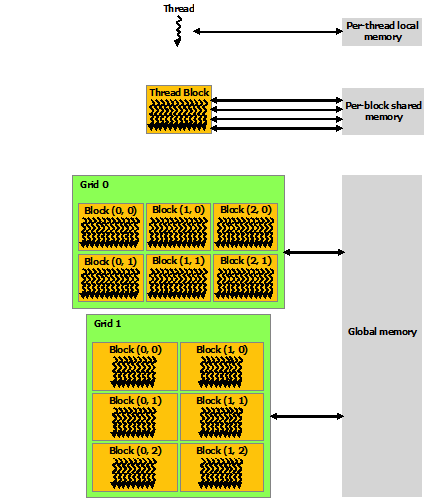 Thread
Per-thread local
memory
Thread Block
Per-block shared
memory
Grid 0
Block (0, 0)
Block (1, 0)
Block (2, 0)
Block (0, 1)
Block (1, 1)
Block (2, 1)
Global memory
Grid 1
Block (0, 0)
Block (1, 0)
Block (0, 1)
Block (1, 1)
Block (0, 2)
Block (1, 2)